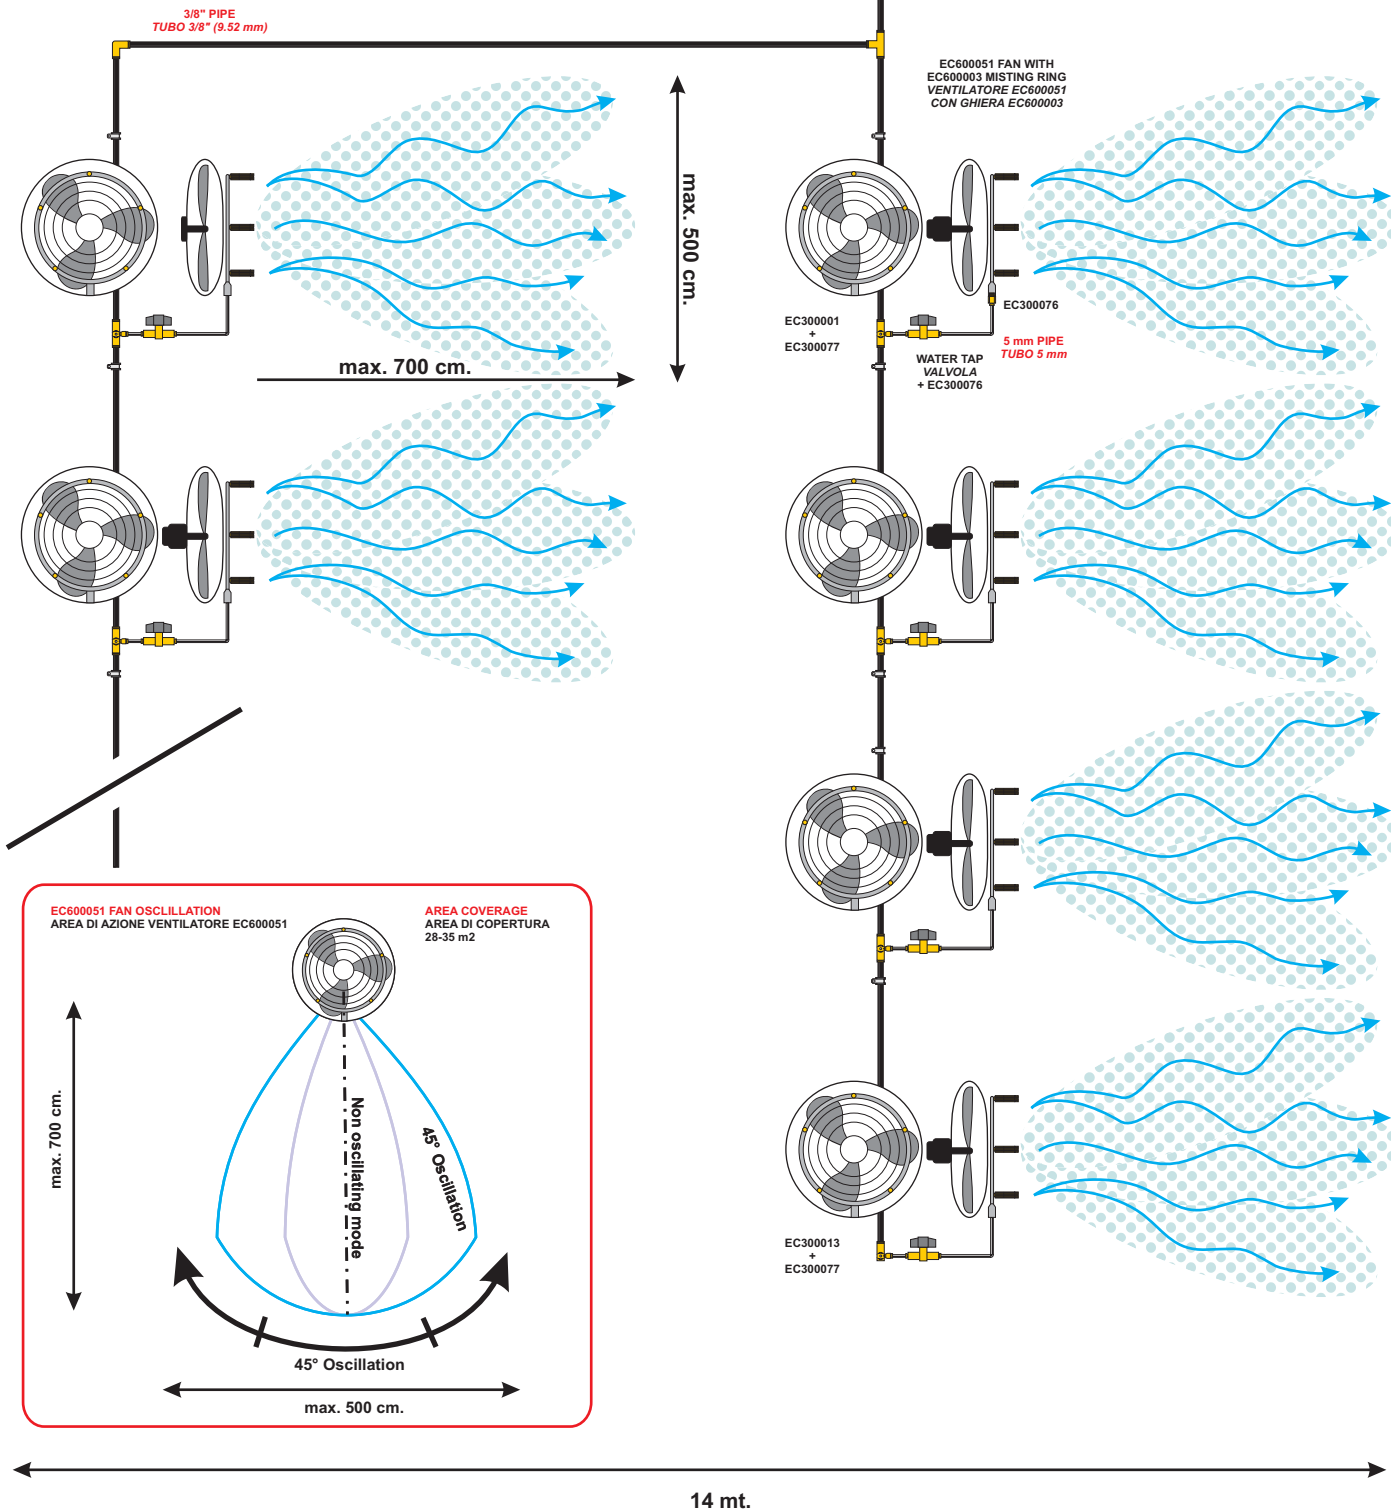 3/8" PIPE
TUBO 3/8" (9.52 mm)
EC600051 FAN WITH
EC600003 MISTING RING
VENTILATORE EC600051
CON GHIERA EC600003
max. 500 cm.
EC300076
EC300001
+
EC300077
5 mm PIPE
TUBO 5 mm
WATER TAP
VALVOLA
+ EC300076
max. 700 cm.
EC600051 FAN OSCLILLATION
AREA DI AZIONE VENTILATORE EC600051
AREA COVERAGE
AREA DI COPERTURA
28-35 m2
max. 700 cm.
Non oscillating mode
45° Oscillation
45° Oscillation
max. 500 cm.
EC300013
+
EC300077
14 mt.